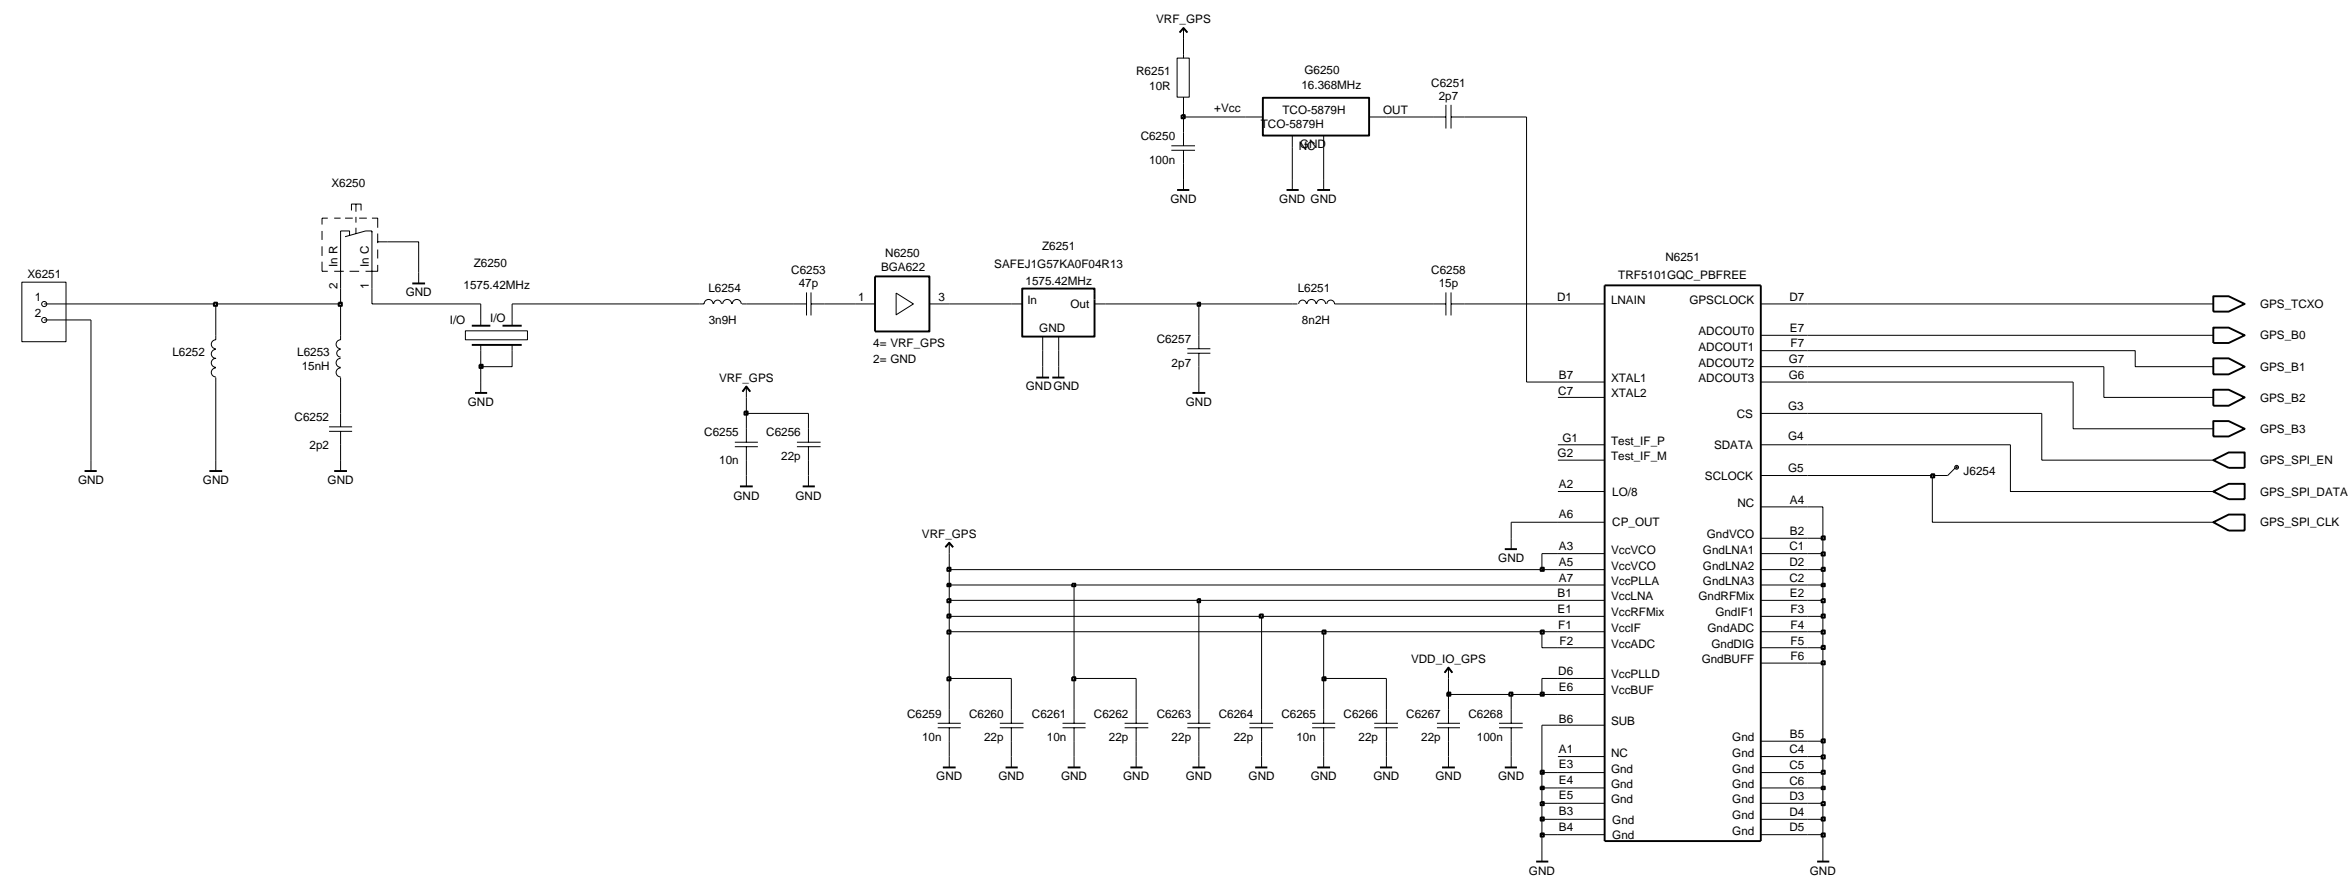 VRF_GPS
R6251
10R
+Vcc
C6250
100n
GND
G6250
16.368MHz
TCO-5879H
TCO-5879H
OUT
NC
GND
GND
GND
C6251
2p7
X6250
In R
In C
2
1
GND
X6251
1
2
GND
L6252
GND
L6253
15nH
C6252
2p2
GND
Z6250
1575.42MHz
I/O
I/O
GND
L6254
3n9H
C6253
47p
N6250
BGA622
1
3
4= VRF_GPS
2= GND
Z6251
SAFEJ1G57KA0F04R13
1575.42MHz
In
Out
GND
GND
GND
C6257
2p7
GND
L6251
8n2H
C6258
15p
VRF_GPS
C6255
10n
GND
C6256
22p
GND
N6251
TRF5101GQC_PBFREE
D1 LNAIN
B7 XTAL1
C7 XTAL2
G1 Test_IF_P
G2 Test_IF_M
A2 LO/8
A6 CP_OUT
GND
A3 VccVCO
A5 VccVCO
A7 VccPLLA
B1 VccLNA
E1 VccRFMix
F1 VccIF
F2 VccADC
D6 VccPLLD
E6 VccBUF
B6 SUB
A1 NC
E3 Gnd
E4 Gnd
E5 Gnd
B3 Gnd
B4 Gnd
GND
GPSCLOCK D7
ADCOUT0 E7
ADCOUT1 F7
ADCOUT2 G7
ADCOUT3 G6
CS G3
SDATA G4
SCLOCK G5
J6254
NC A4
GndVCO B2
GndLNA1 C1
GndLNA2 D2
GndLNA3 C2
GndRFMix E2
GndIF1 F3
GndADC F4
GndDIG F5
GndBUFF F6
Gnd B5
Gnd C4
Gnd C5
Gnd C6
Gnd D3
Gnd D4
Gnd D5
GND
GPS_TCXO
GPS_B0
GPS_B1
GPS_B2
GPS_B3
GPS_SPI_EN
GPS_SPI_DATA
GPS_SPI_CLK
VRF_GPS
C6259
10n
GND
C6260
22p
GND
C6261
10n
GND
C6262
22p
GND
C6263
22p
GND
C6264
22p
GND
C6265
10n
GND
C6266
22p
GND
VDD_IO_GPS
C6267
22p
GND
C6268
100n
GND